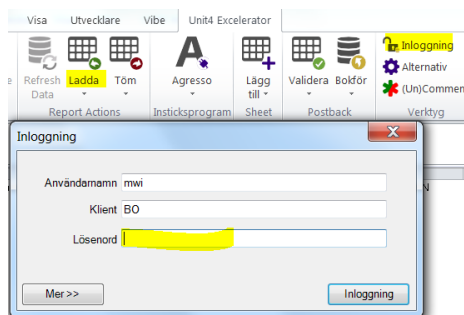 Visa Utvecklare Vibe Unit4 Excelerator
Refresh Data Ladda Töm Agresso Lägg till Validera Bokför
Inloggning
Alternativ
(Un)Commen
Report Actions Insticksprogram Sheet Postback Verktyg
Inloggning
Användarnamn mwi
Klient BO
Lösenord
Mer >> Inloggning